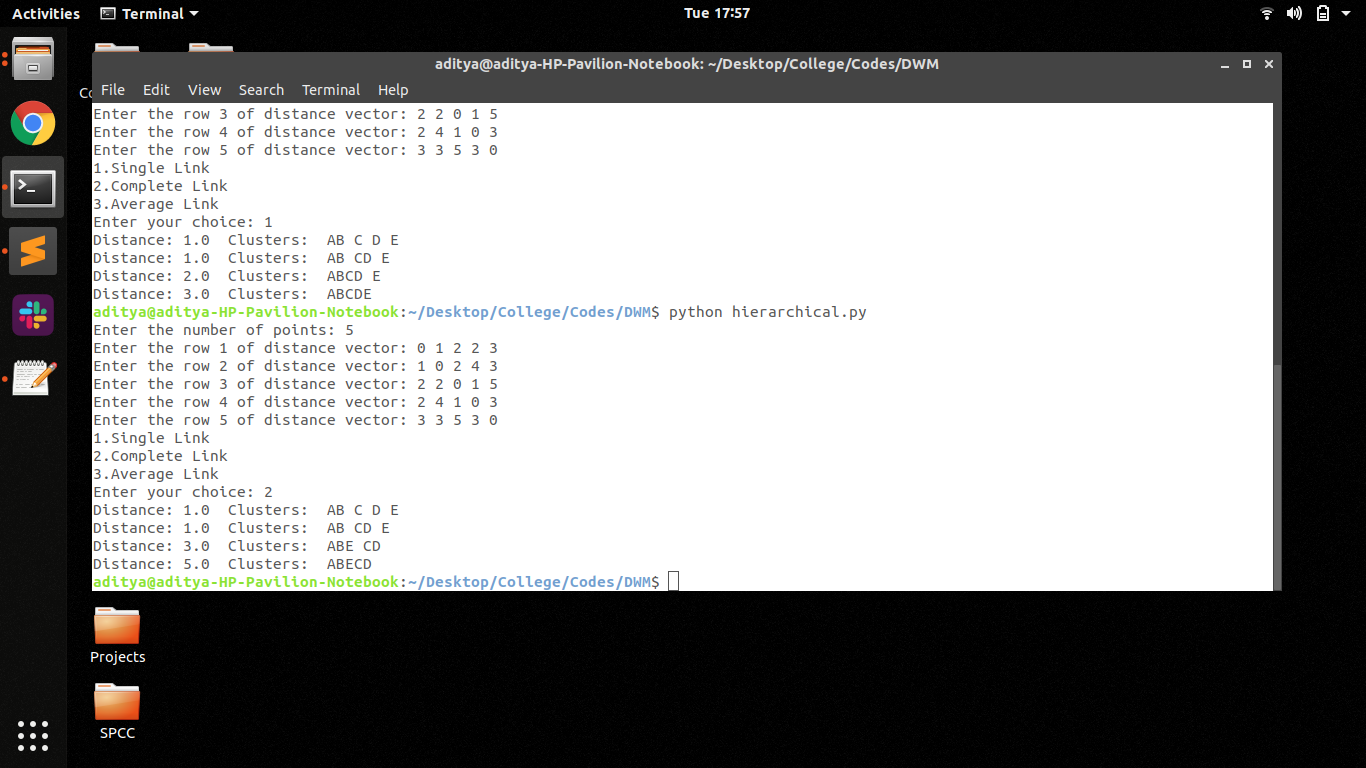 Activities Terminal Tue 17:57
aditya@aditya-HP-Pavilion-Notebook: ~/Desktop/College/Codes/DWM
File Edit View Search Terminal Help
Enter the row 3 of distance vector: 2 2 0 1 5
Enter the row 4 of distance vector: 2 4 1 0 3
Enter the row 5 of distance vector: 3 3 5 3 0
1.Single Link
2.Complete Link
3.Average Link
Enter your choice: 1
Distance: 1.0  Clusters:  AB C D E
Distance: 1.0  Clusters:  AB CD E
Distance: 2.0  Clusters:  ABCD E
Distance: 3.0  Clusters:  ABCDE
aditya@aditya-HP-Pavilion-Notebook:~/Desktop/College/Codes/DWM$ python hierarchical.py
Enter the number of points: 5
Enter the row 1 of distance vector: 0 1 2 2 3
Enter the row 2 of distance vector: 1 0 2 4 3
Enter the row 3 of distance vector: 2 2 0 1 5
Enter the row 4 of distance vector: 2 4 1 0 3
Enter the row 5 of distance vector: 3 3 5 3 0
1.Single Link
2.Complete Link
3.Average Link
Enter your choice: 2
Distance: 1.0  Clusters:  AB C D E
Distance: 1.0  Clusters:  AB CD E
Distance: 3.0  Clusters:  ABE CD
Distance: 5.0  Clusters:  ABECD
aditya@aditya-HP-Pavilion-Notebook:~/Desktop/College/Codes/DWM$
Projects
SPCC